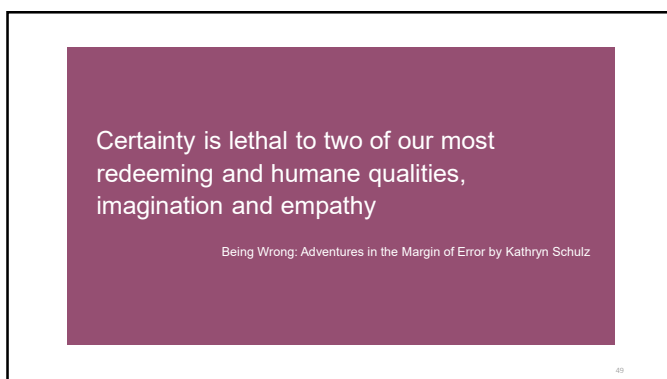 Certainty is lethal to two of our most
redeeming and humane qualities,
imagination and empathy
Being Wrong: Adventures in the Margin of Error by Kathryn Schulz
49